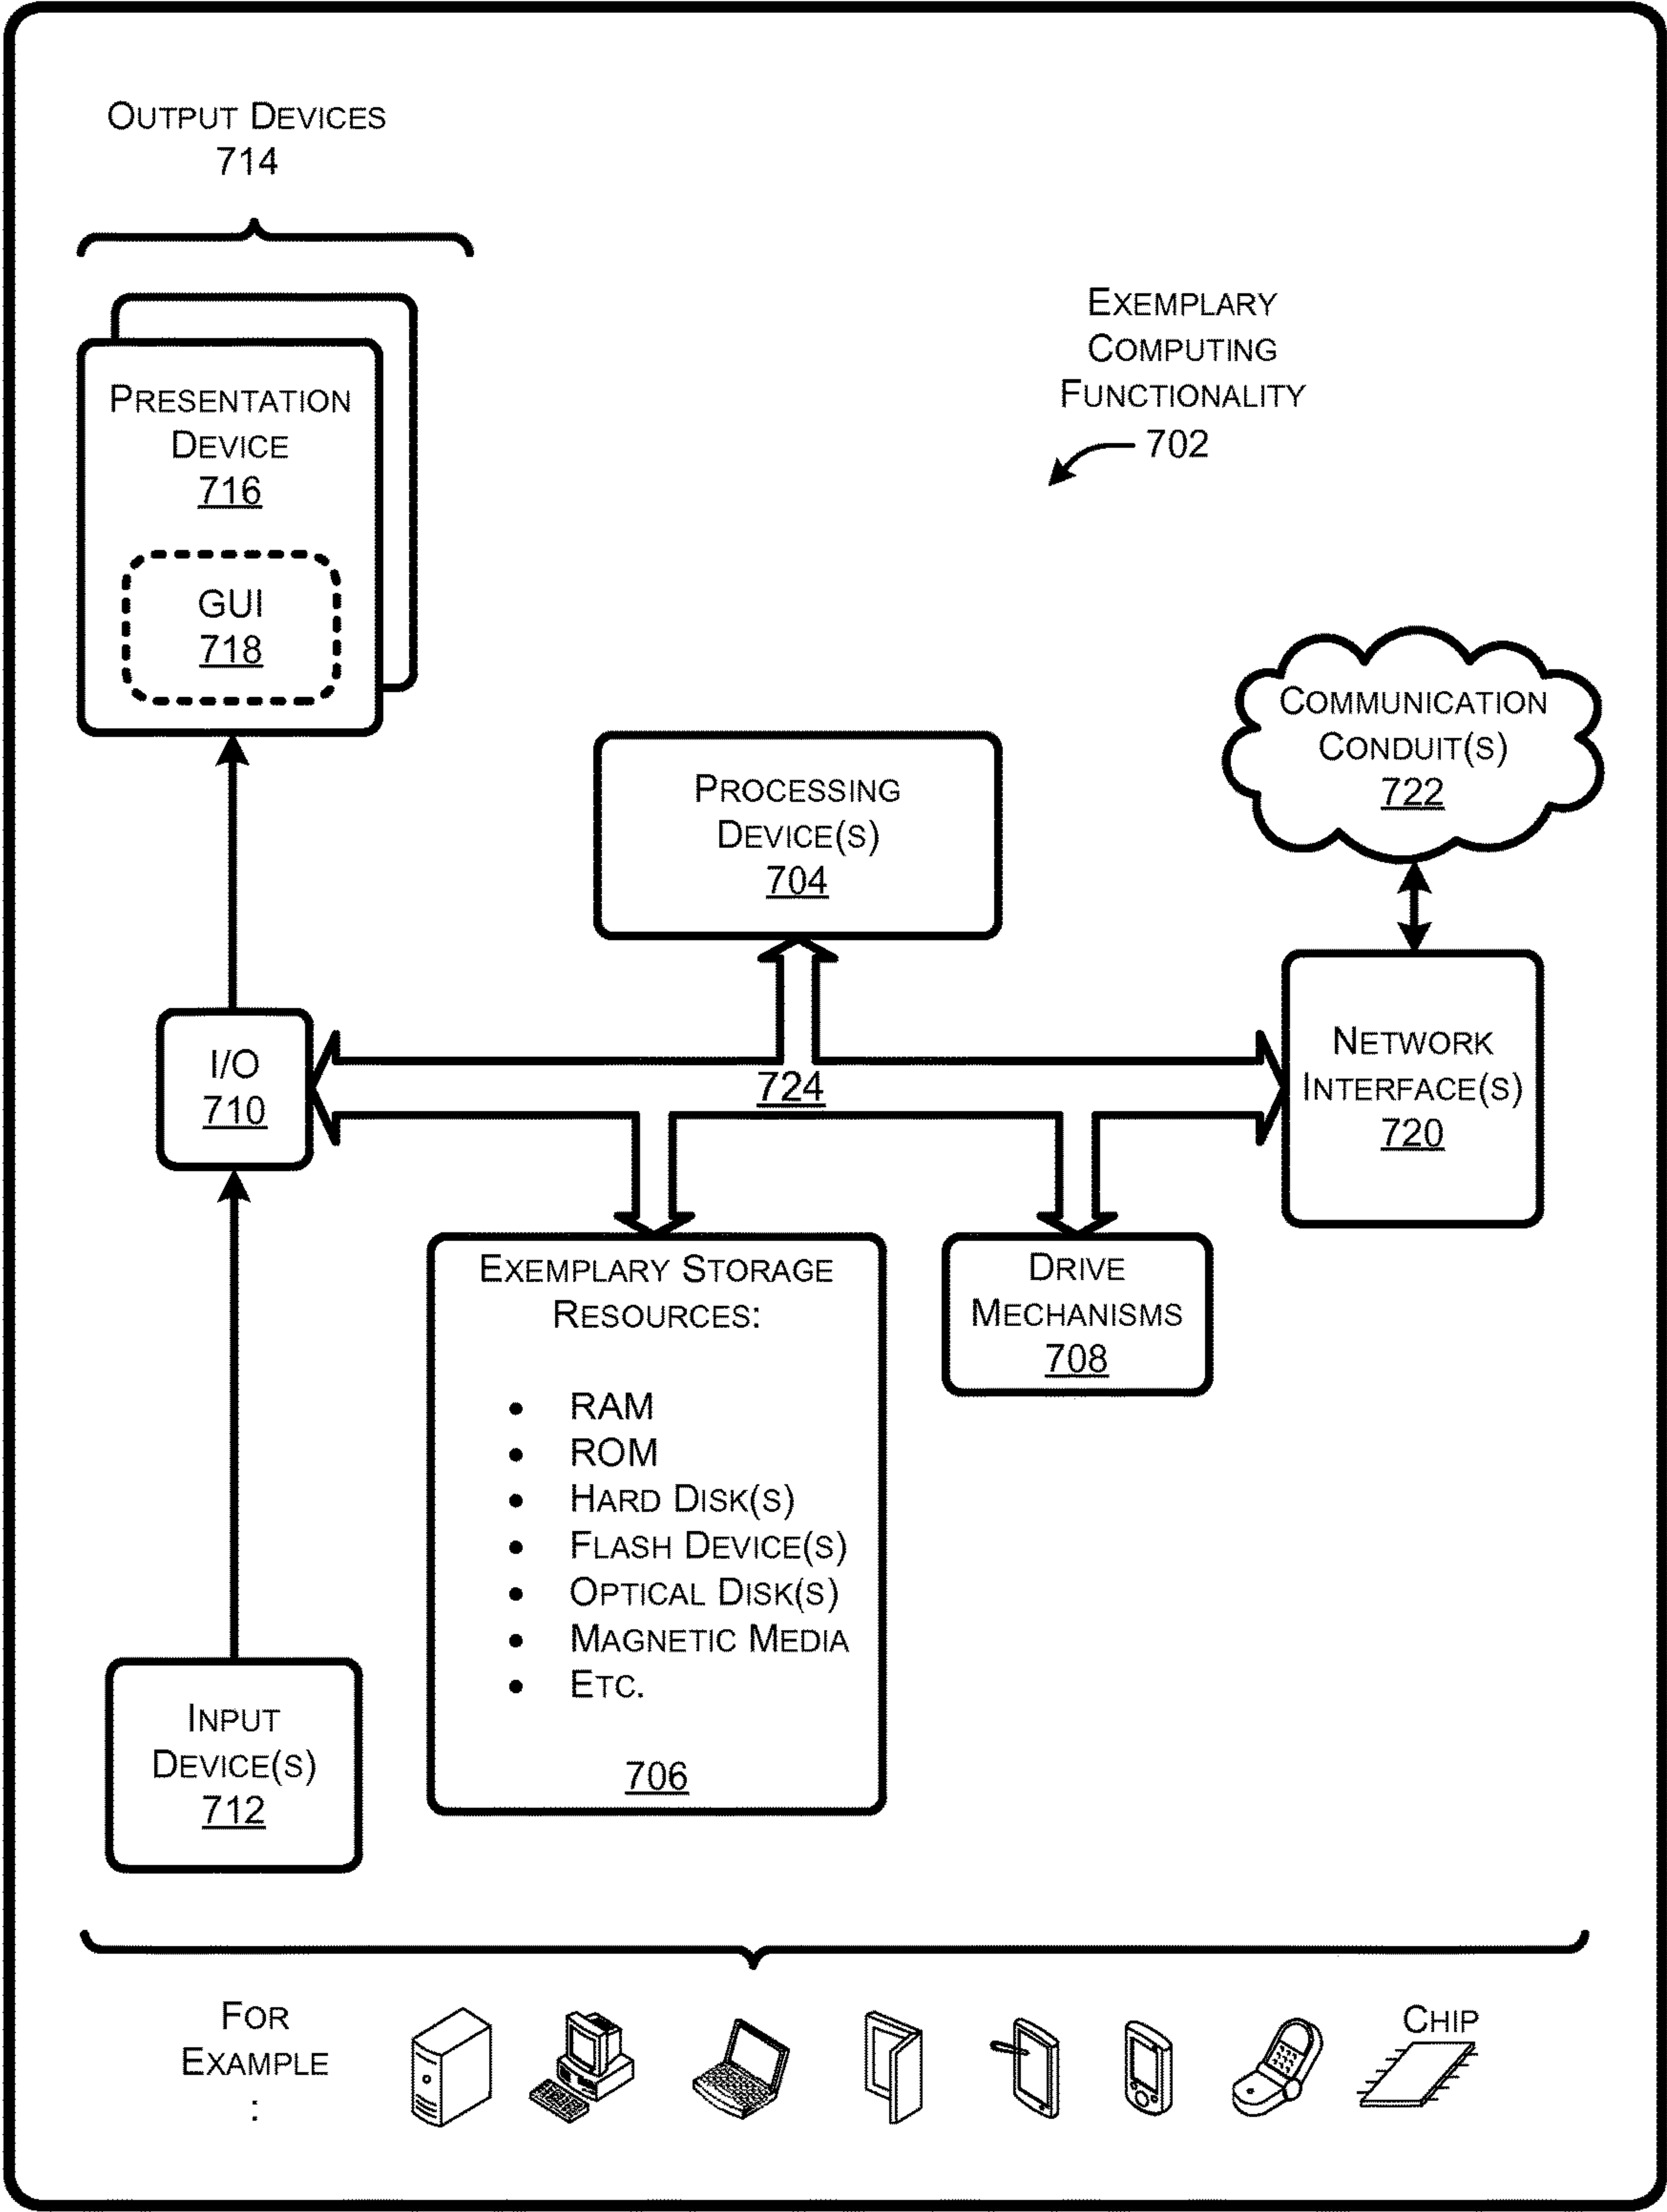 OUTPUT DEVICES
714
EXEMPLARY
COMPUTING
FUNCTIONALITY
702
PRESENTATION
DEVICE
716
GUI
718
COMMUNICATION
CONDUIT(S)
722
PROCESSING
DEVICE(S)
704
I/O
710
724
NETWORK
INTERFACE(S)
720
EXEMPLARY STORAGE
RESOURCES:
• RAM
• ROM
• HARD DISK(S)
• FLASH DEVICE(S)
• OPTICAL DISK(S)
• MAGNETIC MEDIA
• ETC.
706
DRIVE
MECHANISMS
708
INPUT
DEVICE(S)
712
FOR
EXAMPLE
:
CHIP